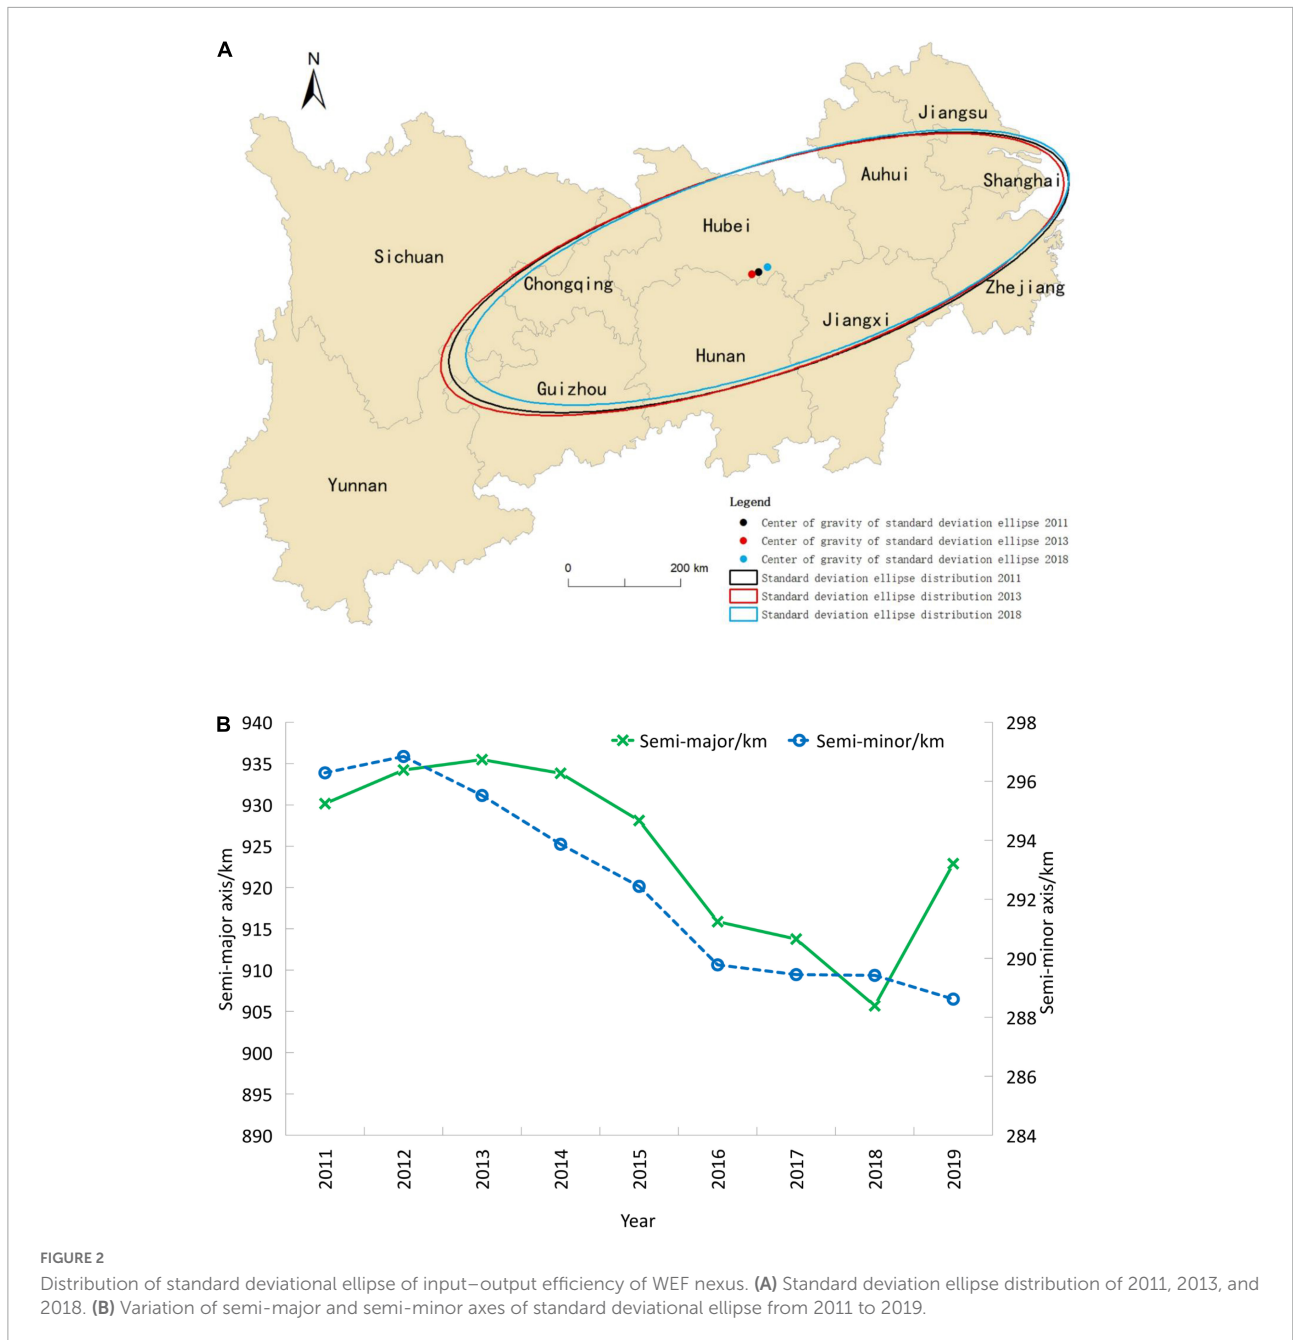 A
N
Jiangsu
Auhui
Shanghai
Hubei
Sichuan
Chongqing
Zhejiang
Jiangxi
Hunan
Guizhou
Yunnan
Legend
Center of gravity of standard deviation ellipse 2011
Center of gravity of standard deviation ellipse 2013
Center of gravity of standard deviation ellipse 2018
Standard deviation ellipse distribution 2011
Standard deviation ellipse distribution 2013
Standard deviation ellipse distribution 2018
0 200 km
B
940
935
930
925
920
915
910
905
900
895
890
Semi-major axis/km
Semi-major/km
Semi-minor/km
298
296
294
292
290
288
286
284
Semi-minor axis/km
2011
2012
2013
2014
2015
2016
2017
2018
2019
Year
FIGURE 2
Distribution of standard deviational ellipse of input–output efficiency of WEF nexus. (A) Standard deviation ellipse distribution of 2011, 2013, and
2018. (B) Variation of semi-major and semi-minor axes of standard deviational ellipse from 2011 to 2019.